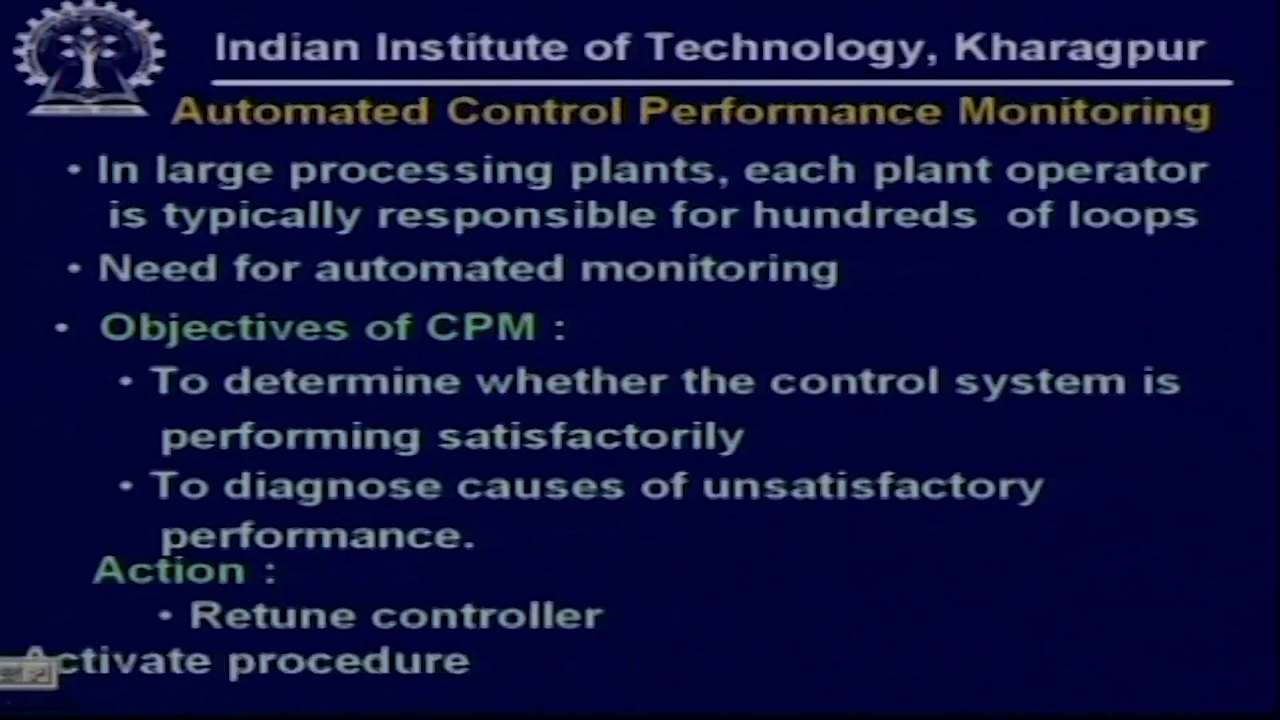 Indian Institute of Technology, Kharagpur
Automated Control Performance Monitoring
• In large processing plants, each plant operator
is typically responsible for hundreds of loops
• Need for automated monitoring
• Objectives of CPM :
• To determine whether the control system is
performing satisfactorily
• To diagnose causes of unsatisfactory
performance.
Action :
• Retune controller
Activate procedure